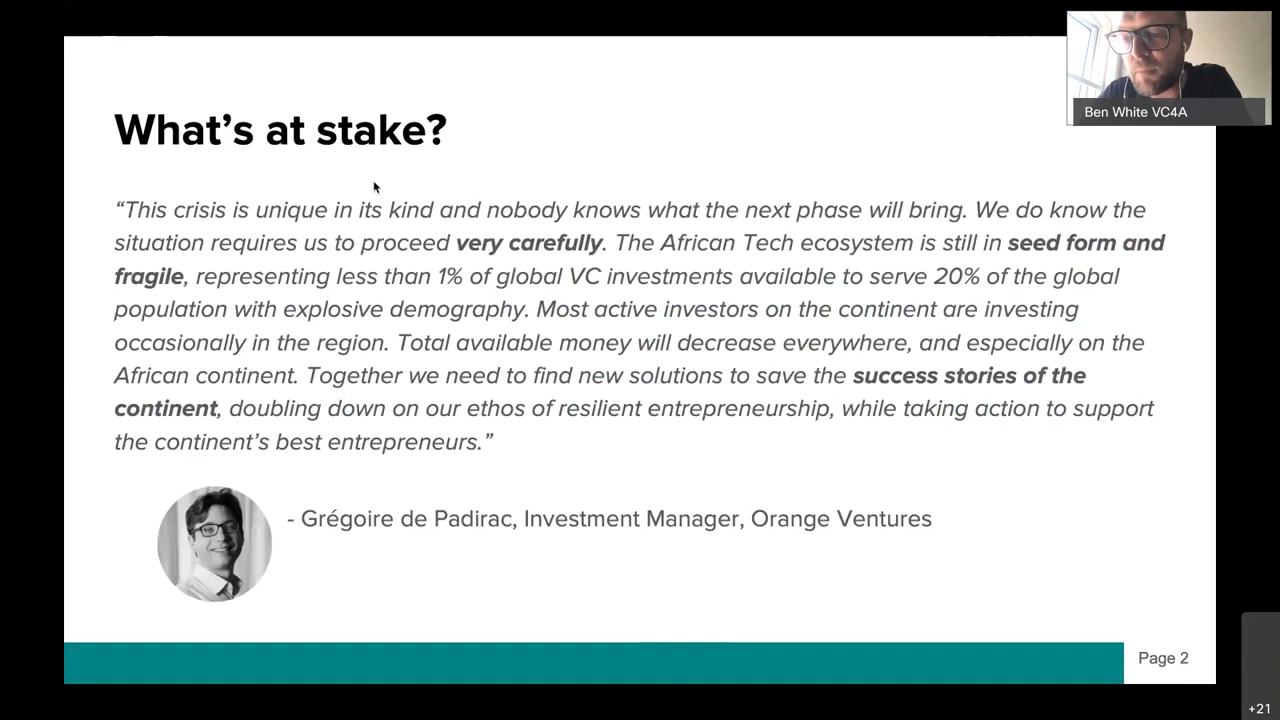 Ben White VC4A
What’s at stake?
“This crisis is unique in its kind and nobody knows what the next phase will bring. We do know the
situation requires us to proceed very carefully. The African Tech ecosystem is still in seed form and
fragile, representing less than 1% of global VC investments available to serve 20% of the global
population with explosive demography. Most active investors on the continent are investing
occasionally in the region. Total available money will decrease everywhere, and especially on the
African continent. Together we need to find new solutions to save the success stories of the
continent, doubling down on our ethos of resilient entrepreneurship, while taking action to support
the continent’s best entrepreneurs.”
- Grégoire de Padirac, Investment Manager, Orange Ventures
Page 2
+21